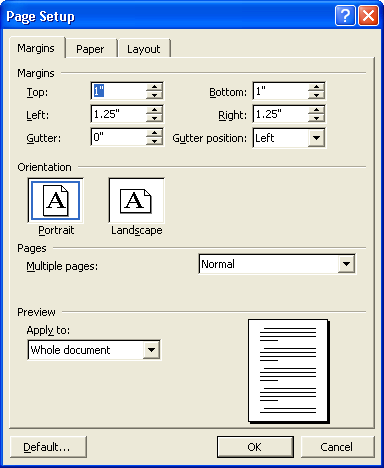 Page Setup
Margins Paper Layout
Margins
Top: 1" Bottom: 1"
Left: 1.25" Right: 1.25"
Gutter: 0" Gutter position: Left
Orientation
A A
Portrait Landscape
Pages
Multiple pages: Normal
Preview
Apply to:
Whole document
Default... OK Cancel